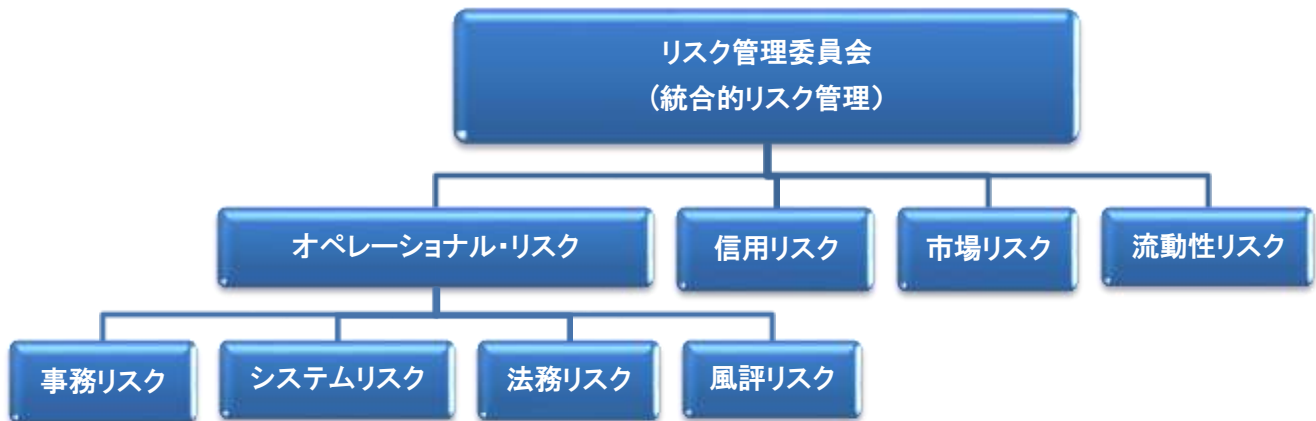 リスク管理委員会
(統合的リスク管理)
オペレーショナル・リスク
信用リスク
市場リスク
流動性リスク
事務リスク
システムリスク
法務リスク
風評リスク